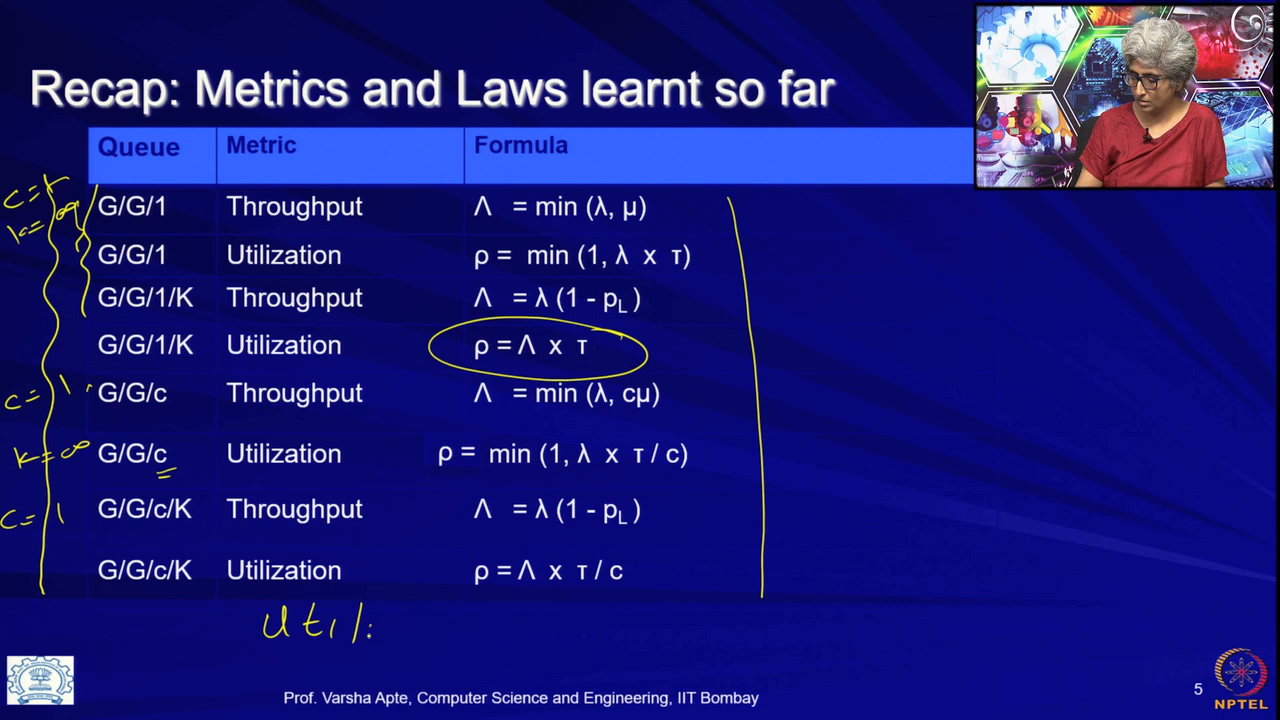 Recap: Metrics and Laws learnt so far
Queue Metric Formula
G/G/1 Throughput Λ = min (λ, μ)
G/G/1 Utilization ρ = min (1, λ x τ)
G/G/1/K Throughput Λ = λ (1 - pL )
G/G/1/K Utilization ρ = Λ x τ
c = 1 G/G/c Throughput Λ = min (λ, cμ)
k = ∞ G/G/c Utilization ρ = min (1, λ x τ / c)
c = 1 G/G/c/K Throughput Λ = λ (1 - pL )
G/G/c/K Utilization ρ = Λ x τ / c
Prof. Varsha Apte, Computer Science and Engineering, IIT Bombay
5
NPTEL